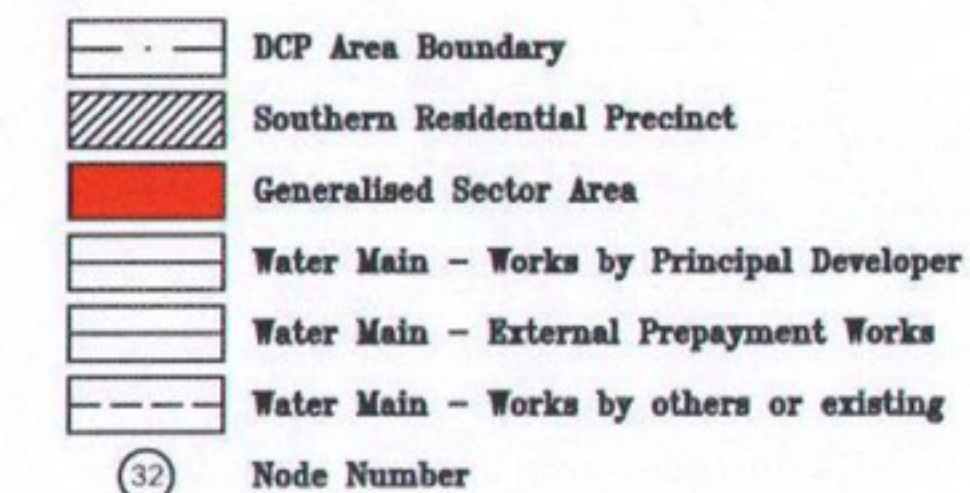 DCP Area Boundary
Southern Residential Precinct
Generalised Sector Area
Water Main - Works by Principal Developer
Water Main - External Prepayment Works
Water Main - Works by others or existing
32 Node Number